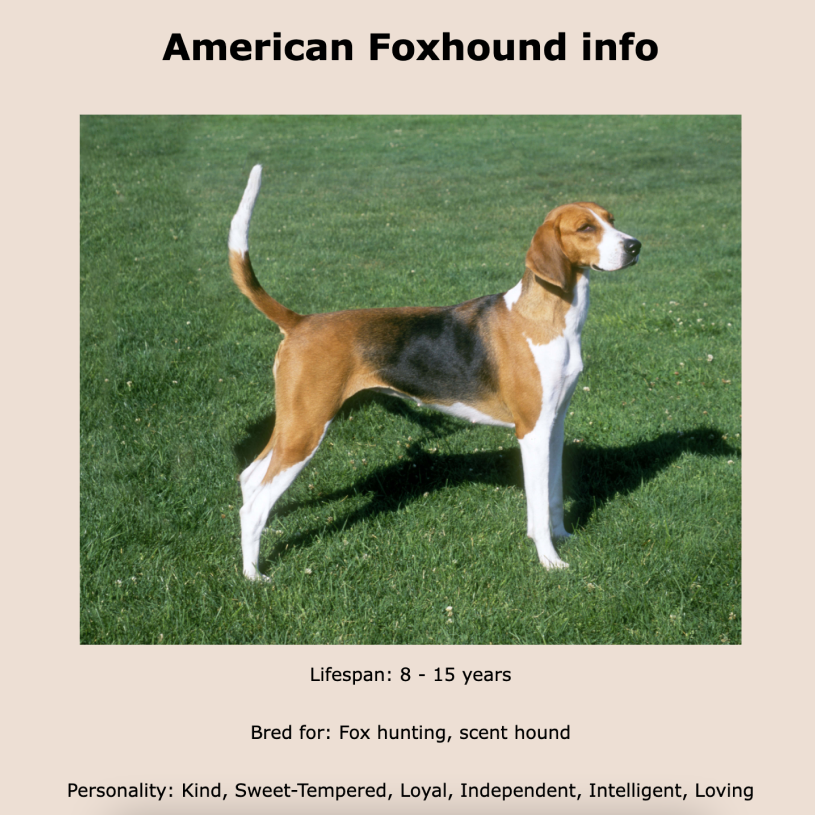 American Foxhound info
Lifespan: 8 - 15 years
Bred for: Fox hunting, scent hound
Personality: Kind, Sweet-Tempered, Loyal, Independent, Intelligent, Loving